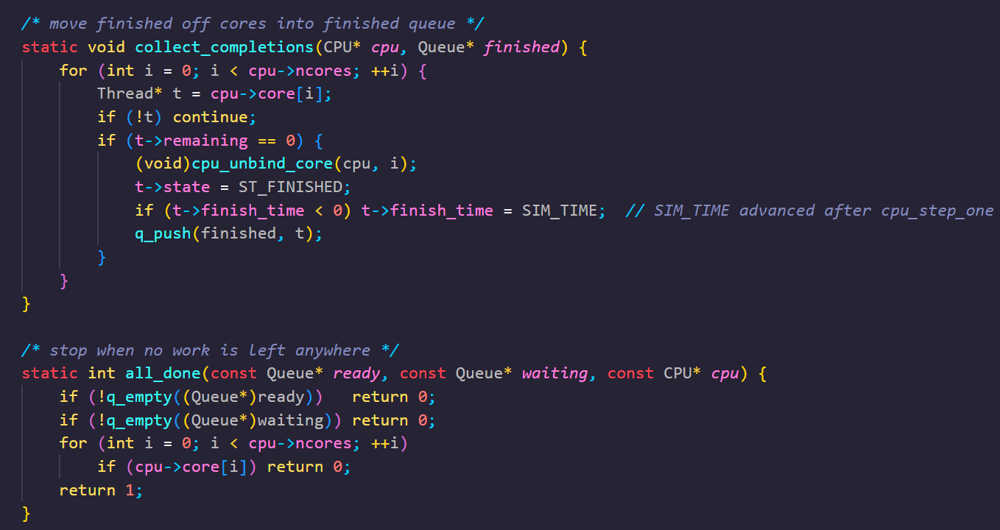 /* move finished off cores into finished queue */
static void collect_completions(CPU* cpu, Queue* finished) {
    for (int i = 0; i < cpu->ncores; ++i) {
        Thread* t = cpu->core[i];
        if (!t) continue;
        if (t->remaining == 0) {
            (void)cpu_unbind_core(cpu, i);
            t->state = ST_FINISHED;
            if (t->finish_time < 0) t->finish_time = SIM_TIME;  // SIM_TIME advanced after cpu_step_one
            q_push(finished, t);
        }
    }
}

/* stop when no work is left anywhere */
static int all_done(const Queue* ready, const Queue* waiting, const CPU* cpu) {
    if (!q_empty((Queue*)ready))   return 0;
    if (!q_empty((Queue*)waiting)) return 0;
    for (int i = 0; i < cpu->ncores; ++i)
        if (cpu->core[i]) return 0;
    return 1;
}